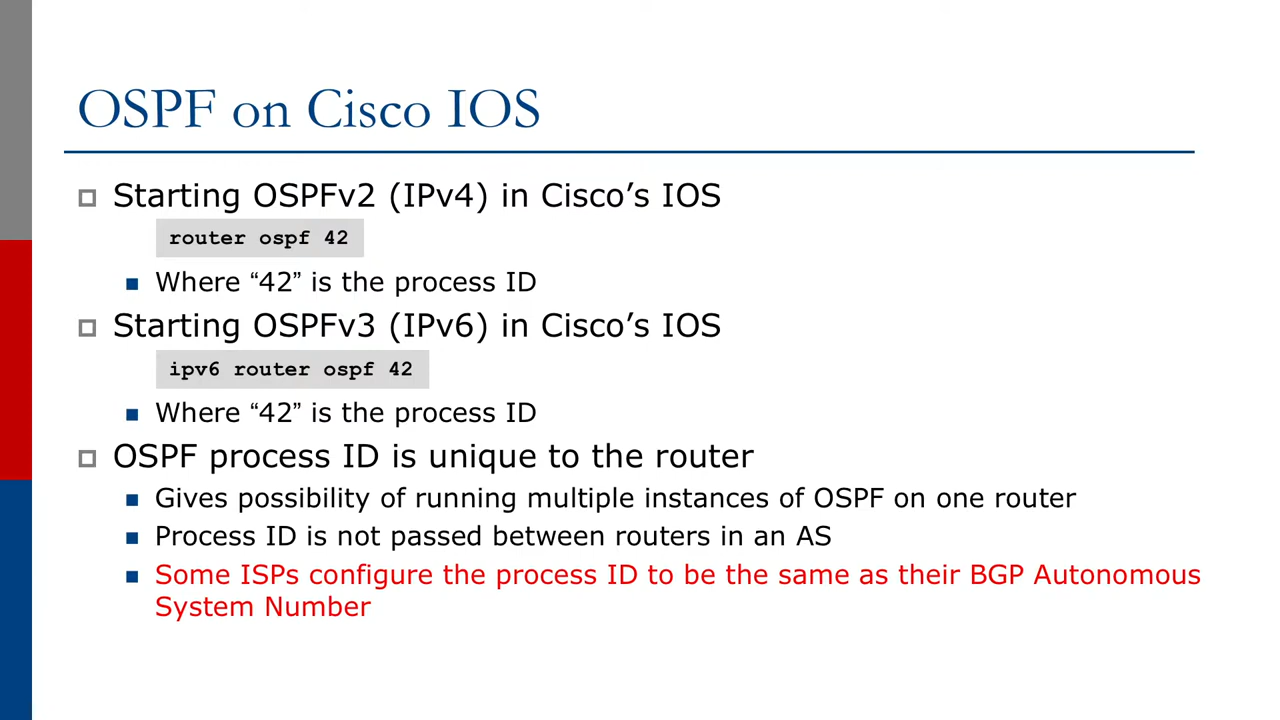 OSPF on Cisco IOS
Starting OSPFv2 (IPv4) in Cisco’s IOS
router ospf 42
Where “42” is the process ID
Starting OSPFv3 (IPv6) in Cisco’s IOS
ipv6 router ospf 42
Where “42” is the process ID
OSPF process ID is unique to the router
Gives possibility of running multiple instances of OSPF on one router
Process ID is not passed between routers in an AS
Some ISPs configure the process ID to be the same as their BGP Autonomous
System Number